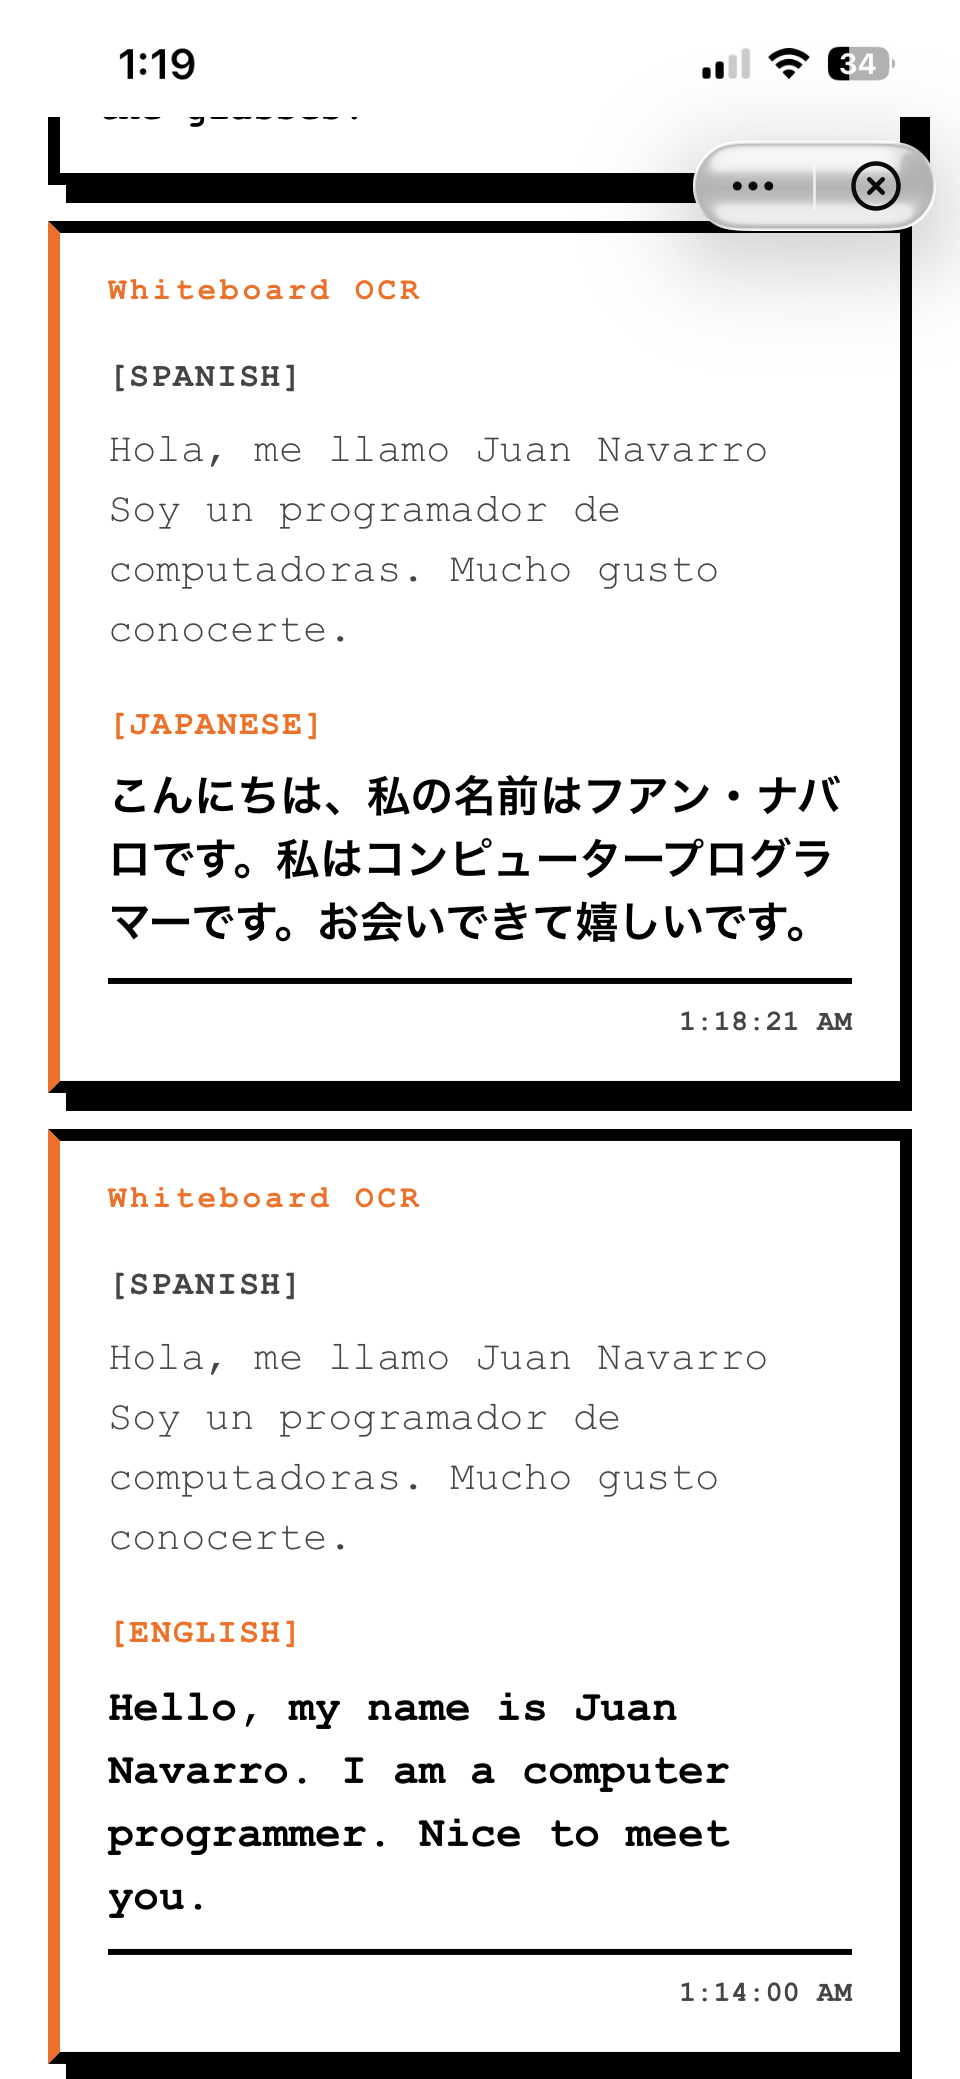 1:19
34
Whiteboard OCR
[SPANISH]
Hola, me llamo Juan Navarro
Soy un programador de
computadoras. Mucho gusto
conocerte.
[JAPANESE]
こんにちは、私の名前はフアン・ナバ
ロです。私はコンピュータープログラ
マーです。お会いできて嬉しいです。
1:18:21 AM
Whiteboard OCR
[SPANISH]
Hola, me llamo Juan Navarro
Soy un programador de
computadoras. Mucho gusto
conocerte.
[ENGLISH]
Hello, my name is Juan
Navarro. I am a computer
programmer. Nice to meet
you.
1:14:00 AM